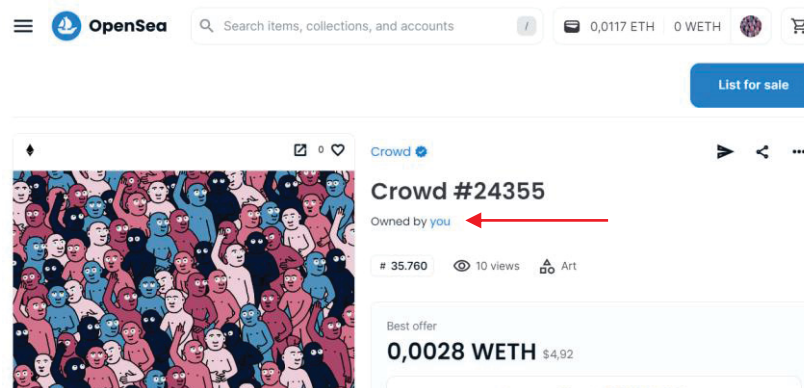 OpenSea
Search items, collections, and accounts
/
0,0117 ETH
0 WETH
List for sale
0
Crowd
Crowd #24355
Owned by you
# 35.760
10 views
Art
Best offer
0,0028 WETH $4,92